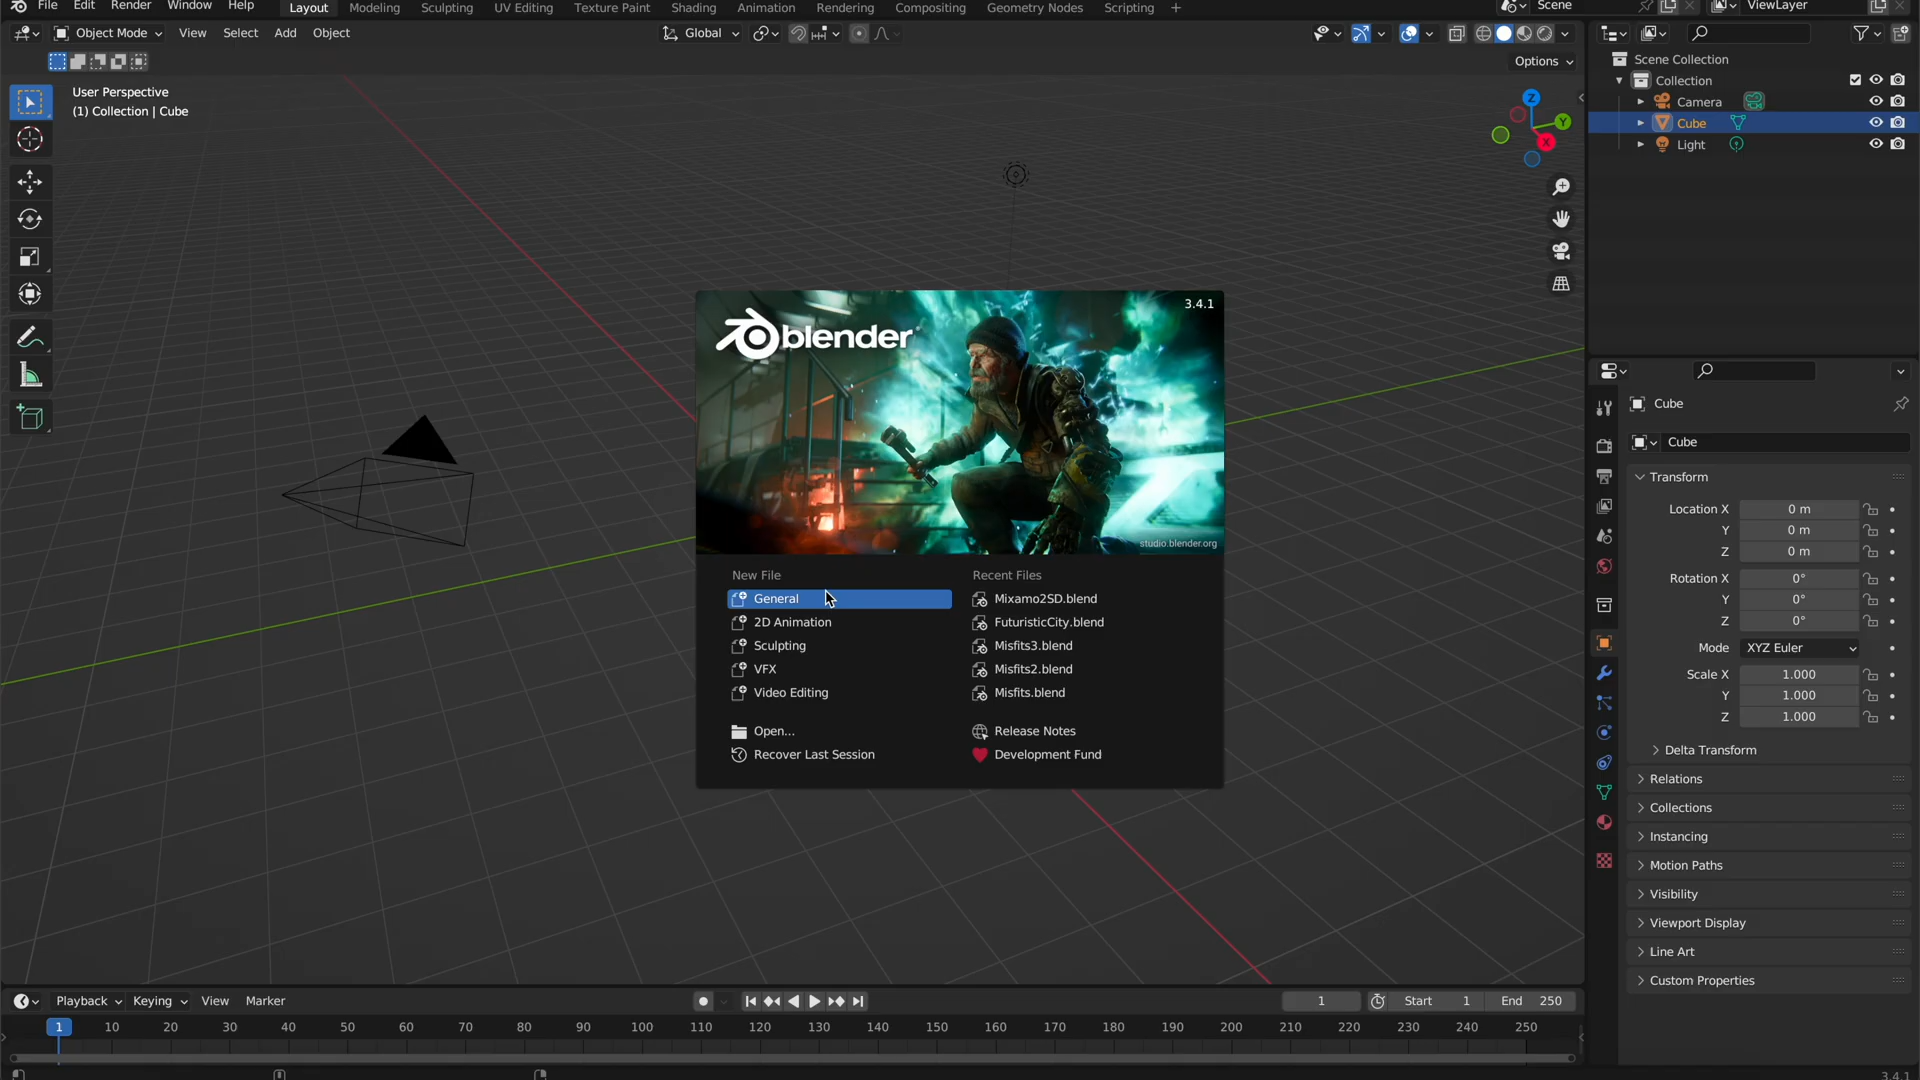 File Edit Render Window Help Layout Modeling Sculpting UV Editing Texture Paint Shading Animation Rendering Compositing Geometry Nodes Scripting + Scene ViewLayer
Object Mode View Select Add Object Global
Options
User Perspective
(1) Collection | Cube
Z
Y
X
Scene Collection
Collection
Camera
Cube
Light
blender
3.4.1
studio.blender.org
New File
General
2D Animation
Sculpting
VFX
Video Editing
Open...
Recover Last Session
Recent Files
Mixamo2SD.blend
FuturisticCity.blend
Misfits3.blend
Misfits2.blend
Misfits.blend
Release Notes
Development Fund
Cube
Cube
Transform
Location X 0 m
Y 0 m
Z 0 m
Rotation X 0°
Y 0°
Z 0°
Mode XYZ Euler
Scale X 1.000
Y 1.000
Z 1.000
Delta Transform
Relations
Collections
Instancing
Motion Paths
Visibility
Viewport Display
Line Art
Custom Properties
Playback Keying View Marker 1 Start 1 End 250
1 10 20 30 40 50 60 70 80 90 100 110 120 130 140 150 160 170 180 190 200 210 220 230 240 250
3.4.1